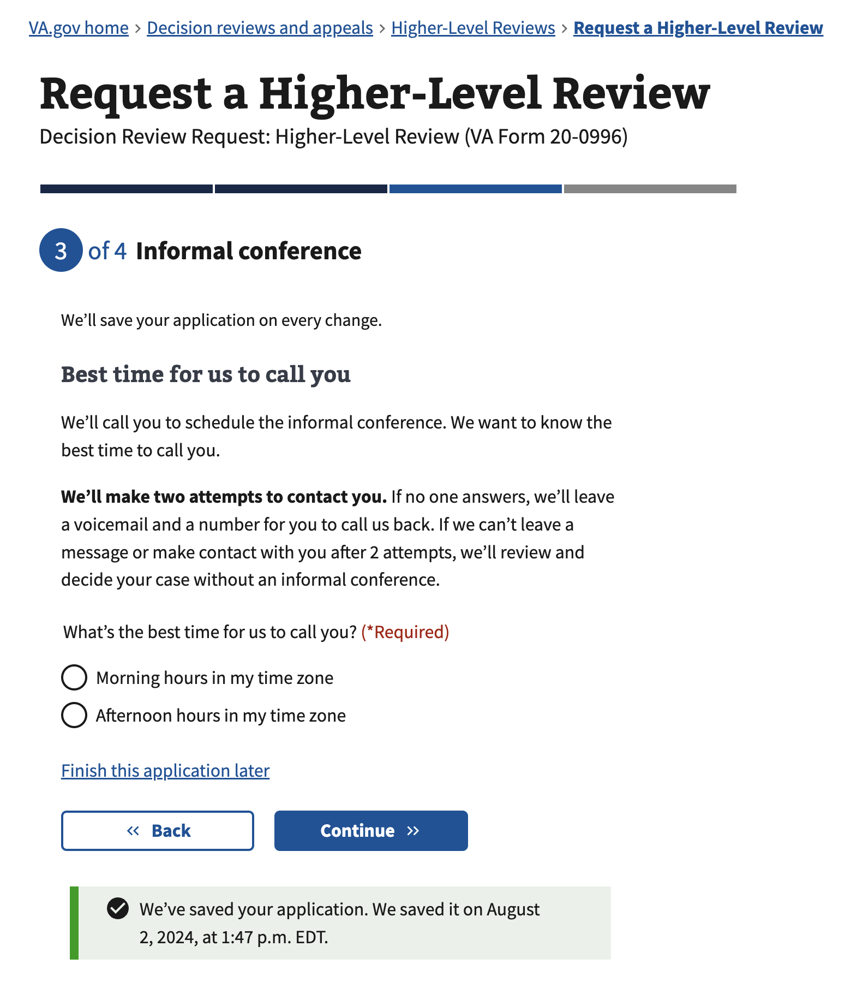 VA.gov home › Decision reviews and appeals › Higher-Level Reviews › Request a Higher-Level Review
Request a Higher-Level Review
Decision Review Request: Higher-Level Review (VA Form 20-0996)
3 of 4 Informal conference
We’ll save your application on every change.
Best time for us to call you
We’ll call you to schedule the informal conference. We want to know the
best time to call you.
We’ll make two attempts to contact you. If no one answers, we’ll leave
a voicemail and a number for you to call us back. If we can’t leave a
message or make contact with you after 2 attempts, we’ll review and
decide your case without an informal conference.
What’s the best time for us to call you? (*Required)
Morning hours in my time zone
Afternoon hours in my time zone
Finish this application later
« Back
Continue »
We’ve saved your application. We saved it on August
2, 2024, at 1:47 p.m. EDT.